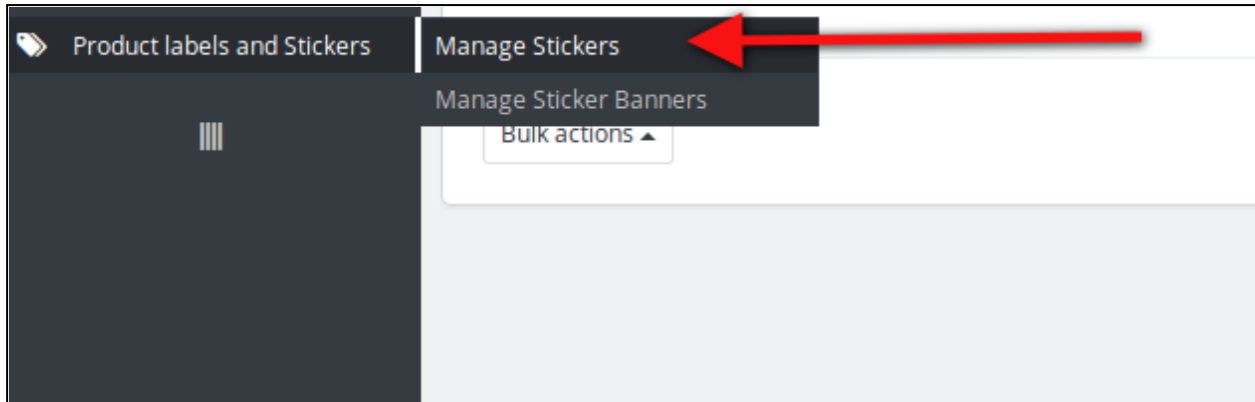 Product labels and Stickers
Manage Stickers
Manage Sticker Banners
Bulk actions